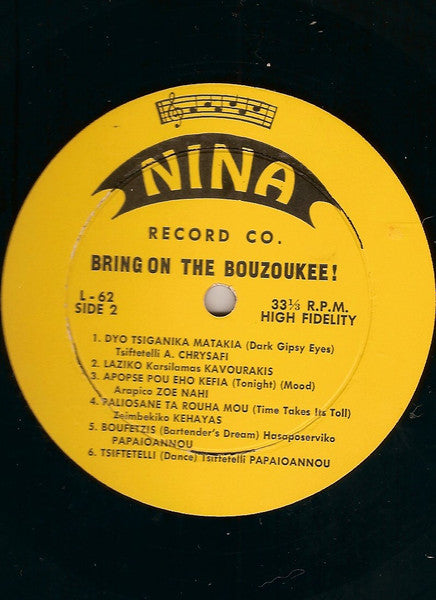 NINA
RECORD CO.
BRING ON THE BOUZOUKEE!
L-62
SIDE 2
33⅓ R.P.M.
HIGH FIDELITY
1. DYO TSIGANIKA MATAKIA (Dark Gipsy Eyes)
Tsiftetelli A. CHRYSAFI
2. LAZIKO Karsilamas KAVOURAKIS
3. APOPSE POU EHO KEFIA (Tonight) (Mood)
Arapico ZOE NAHI
4. PALIOSANE TA ROUHA MOU (Time Takes Its Toll)
Zeimbekiko KEHAYAS
5. BOUFETZIS (Bartender's Dream) Hasaposerviko
PAPAIOANNOU
6. TSIFTETELLI (Dance) Tsiftetelli PAPAIOANNOU